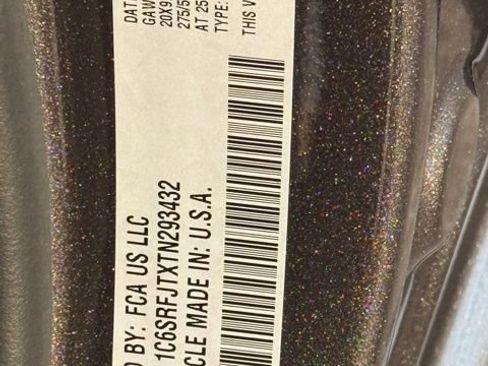 DAT
GAW
20X9
275/5
AT 25
TYPE:
THIS V
D BY: FCA US LLC
1C6SRFJTXTN293432
CLE MADE IN: U.S.A.